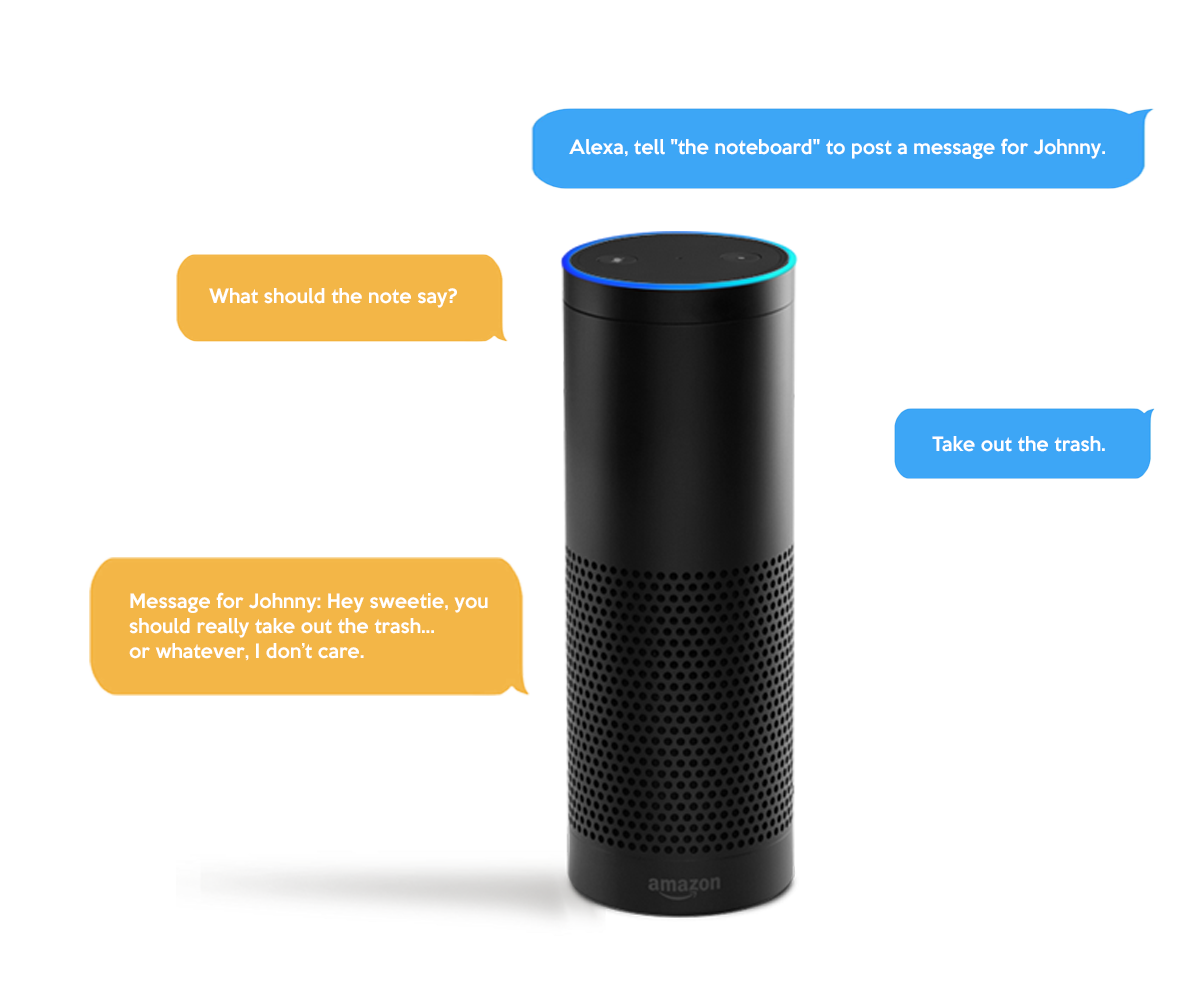 Alexa, tell "the noteboard" to post a message for Johnny.
What should the note say?
Take out the trash.
Message for Johnny: Hey sweetie, you
should really take out the trash...
or whatever, I don't care.
amazon